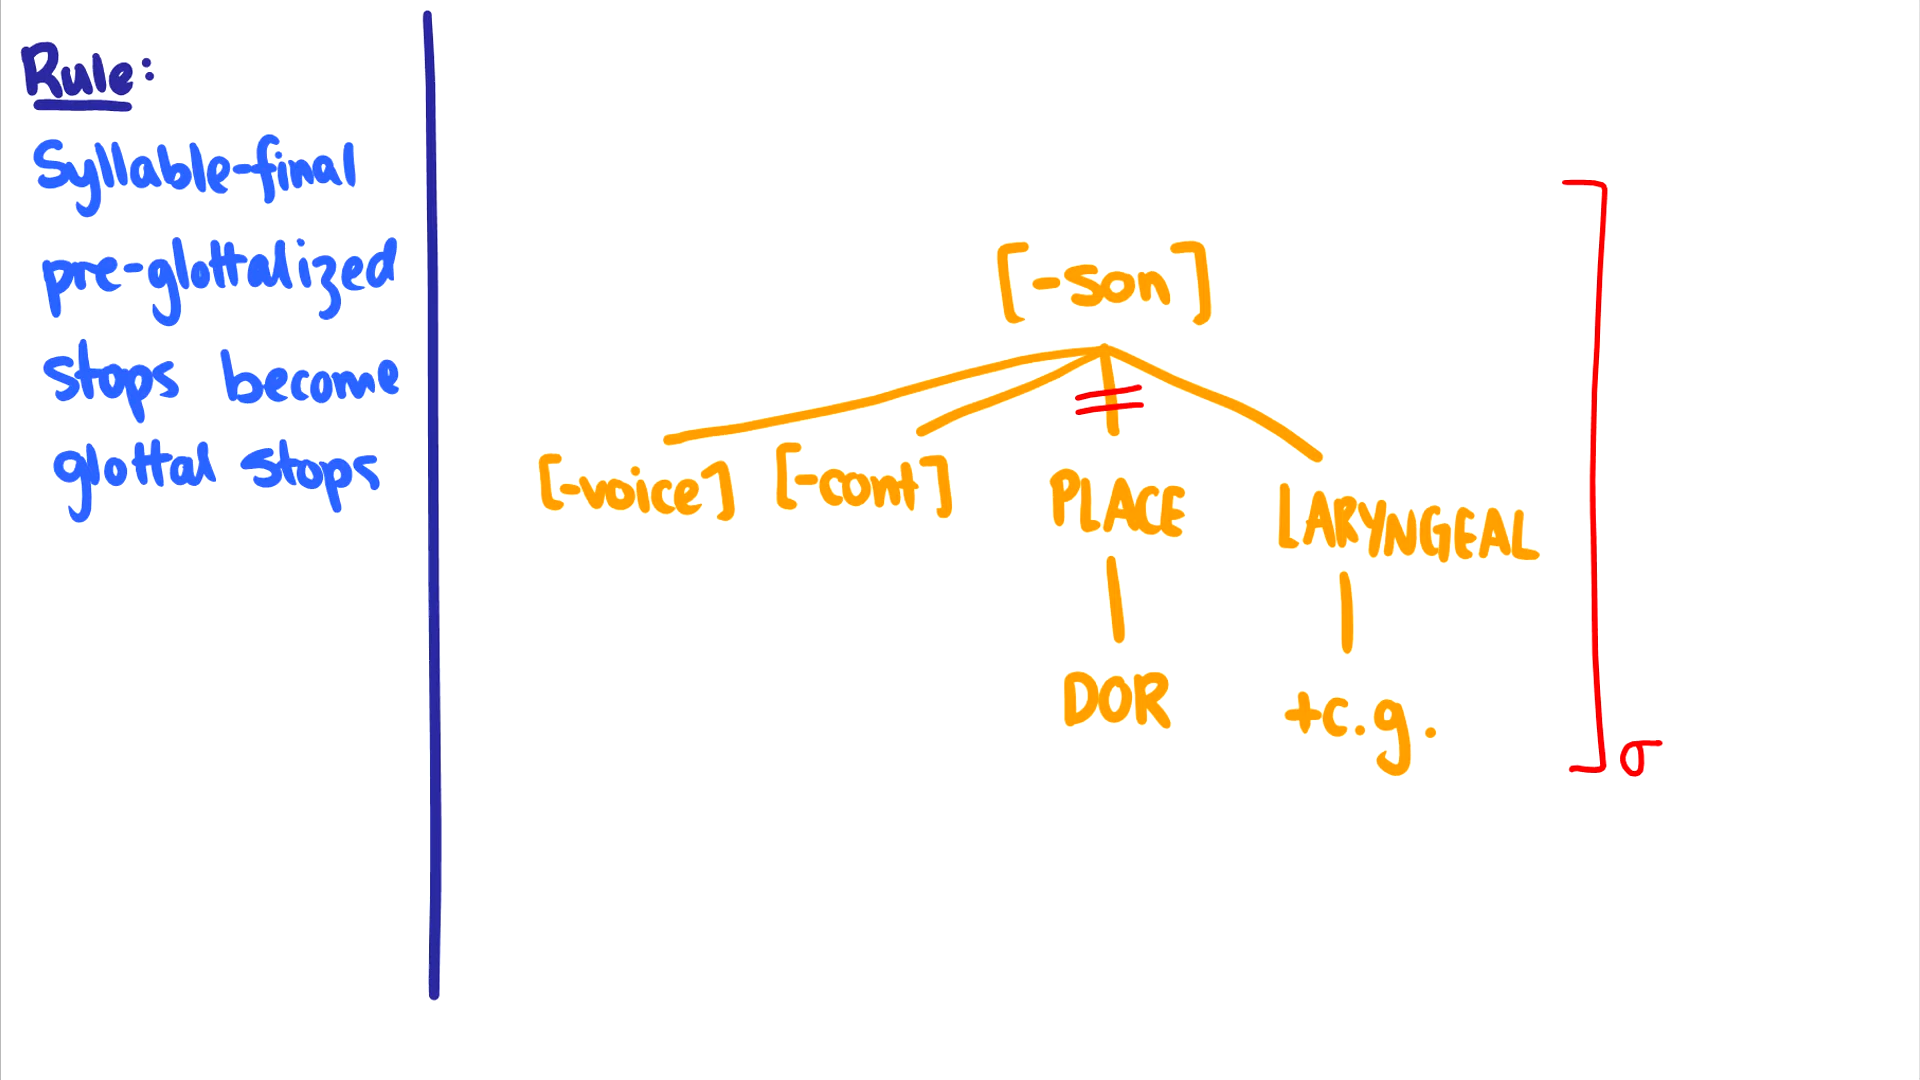 Rule:
Syllable-final
pre-glottalized
stops become
glottal stops
[-son]
[-voice] [-cont] PLACE LARYNGEAL
DOR +c.g.
σ